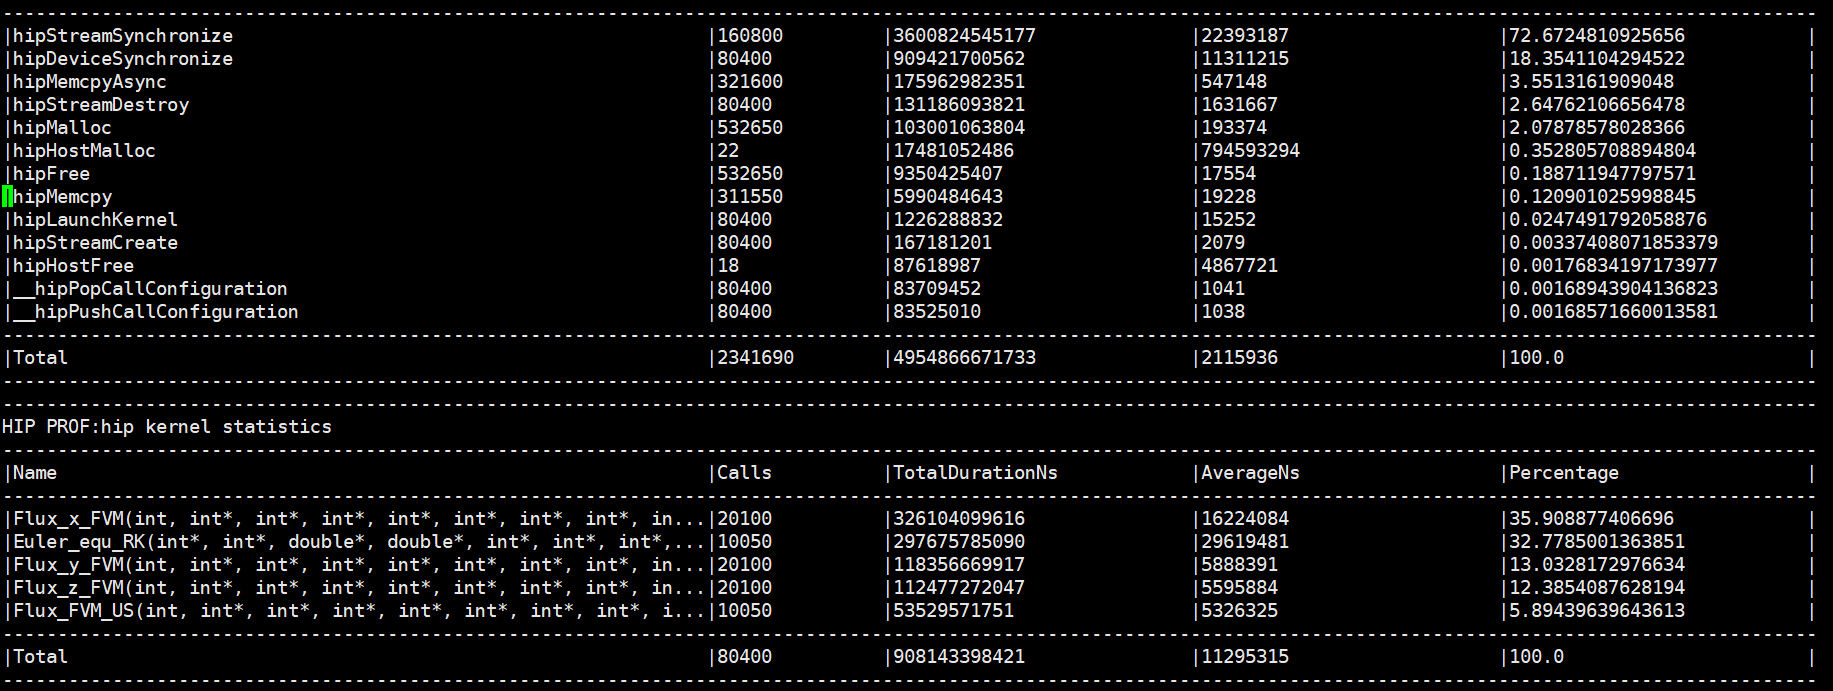 |hipStreamSynchronize |160800 |3600824545177 |22393187 |72.6724810925656 |
|hipDeviceSynchronize |80400 |909421700562 |11311215 |18.3541104294522 |
|hipMemcpyAsync |321600 |175962982351 |547148 |3.5513161909048 |
|hipStreamDestroy |80400 |131186093821 |1631667 |2.64762106656478 |
|hipMalloc |532650 |103001063804 |193374 |2.07878578028366 |
|hipHostMalloc |22 |17481052486 |794593294 |0.352805708894804 |
|hipFree |532650 |9350425407 |17554 |0.188711947797571 |
|hipMemcpy |311550 |5990484643 |19228 |0.120901025998845 |
|hipLaunchKernel |80400 |1226288832 |15252 |0.0247491792058876 |
|hipStreamCreate |80400 |167181201 |2079 |0.00337408071853379 |
|hipHostFree |18 |87618987 |4867721 |0.00176834197173977 |
|__hipPopCallConfiguration |80400 |83709452 |1041 |0.00168943904136823 |
|__hipPushCallConfiguration |80400 |83525010 |1038 |0.00168571660013581 |
|Total |2341690 |4954866671733 |2115936 |100.0 |
HIP PROF:hip kernel statistics
|Name |Calls |TotalDurationNs |AverageNs |Percentage |
|Flux_x_FVM(int, int*, int*, int*, int*, int*, int*, int*, in...|20100 |326104099616 |16224084 |35.908877406696 |
|Euler_equ_RK(int*, int*, double*, double*, int*, int*, int*,...|10050 |297675785090 |29619481 |32.7785001363851 |
|Flux_y_FVM(int, int*, int*, int*, int*, int*, int*, int*, in...|20100 |118356669917 |5888391 |13.0328172976634 |
|Flux_z_FVM(int, int*, int*, int*, int*, int*, int*, int*, in...|20100 |112477272047 |5595884 |12.3854087628194 |
|Flux_FVM_US(int, int*, int*, int*, int*, int*, int*, int*, i...|10050 |53529571751 |5326325 |5.89439639643613 |
|Total |80400 |908143398421 |11295315 |100.0 |